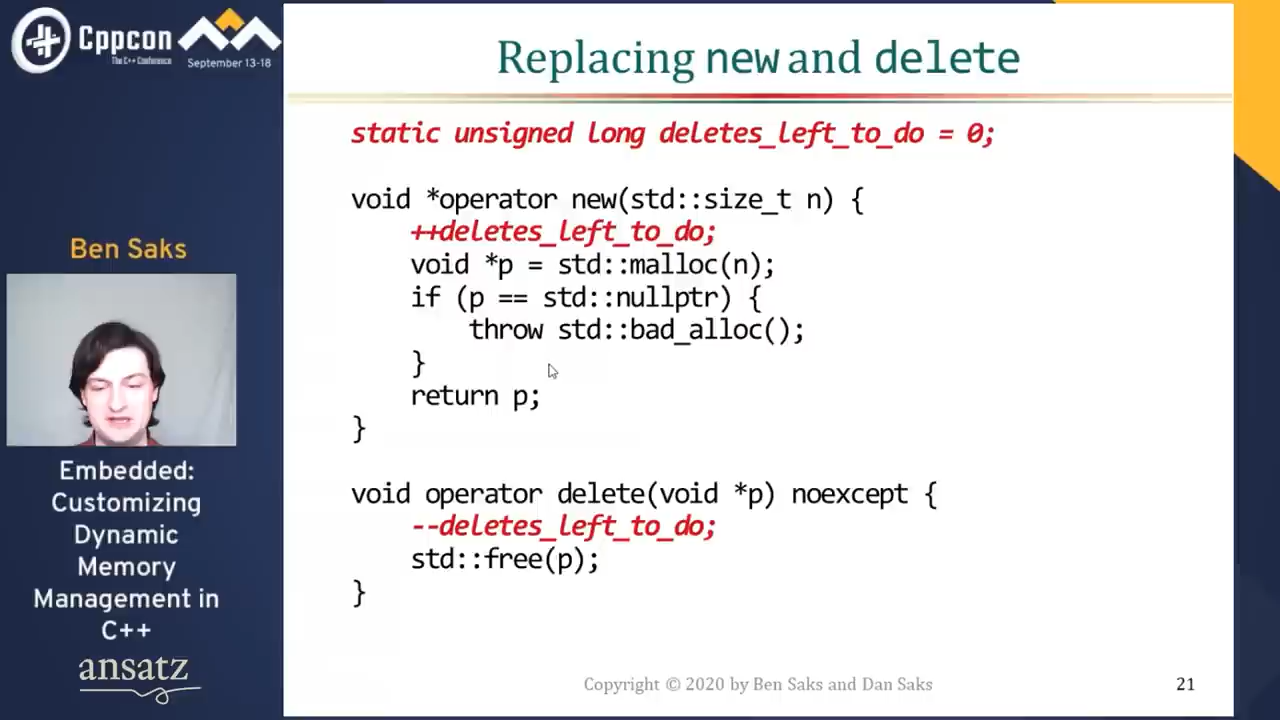 Cppcon
The C++ Conference
September 13-18
Ben Saks
Embedded:
Customizing
Dynamic
Memory
Management in
C++
ansatz
Replacing new and delete
static unsigned long deletes_left_to_do = 0;
void *operator new(std::size_t n) {
++deletes_left_to_do;
void *p = std::malloc(n);
if (p == std::nullptr) {
throw std::bad_alloc();
}
return p;
}
void operator delete(void *p) noexcept {
--deletes_left_to_do;
std::free(p);
}
Copyright © 2020 by Ben Saks and Dan Saks
21